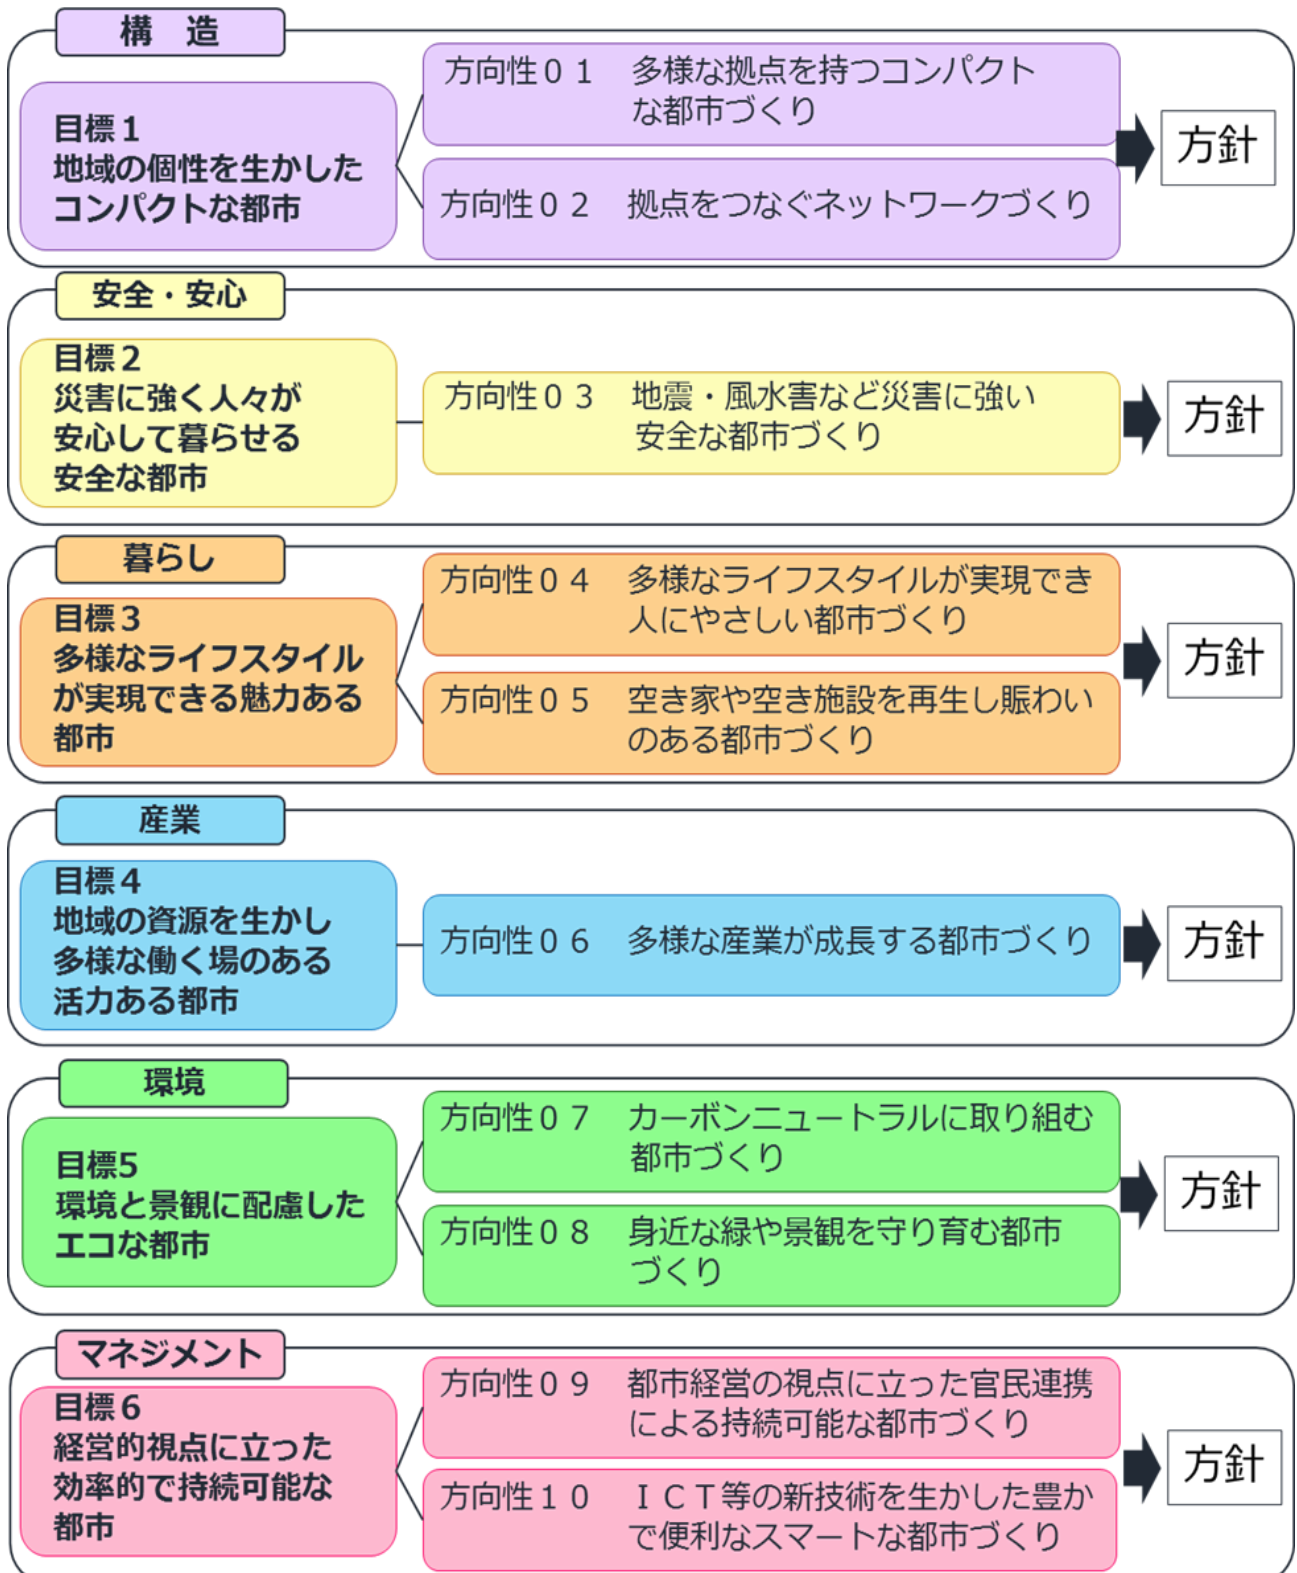 構　造
目標１
地域の個性を生かした
コンパクトな都市
方向性０１　多様な拠点を持つコンパクト
な都市づくり
方向性０２　拠点をつなぐネットワークづくり
方針
安全・安心
目標２
災害に強く人々が
安心して暮らせる
安全な都市
方向性０３　地震・風水害など災害に強い
安全な都市づくり
方針
暮らし
目標３
多様なライフスタイル
が実現できる魅力ある
都市
方向性０４　多様なライフスタイルが実現でき
人にやさしい都市づくり
方向性０５　空き家や空き施設を再生し賑わい
のある都市づくり
方針
産業
目標４
地域の資源を生かし
多様な働く場のある
活力ある都市
方向性０６　多様な産業が成長する都市づくり
方針
環境
目標5
環境と景観に配慮した
エコな都市
方向性０７　カーボンニュートラルに取り組む
都市づくり
方向性０８　身近な緑や景観を守り育む都市
づくり
方針
マネジメント
目標６
経営的視点に立った
効率的で持続可能な
都市
方向性０９　都市経営の視点に立った官民連携
による持続可能な都市づくり
方向性１０　ＩＣＴ等の新技術を生かした豊か
で便利なスマートな都市づくり
方針